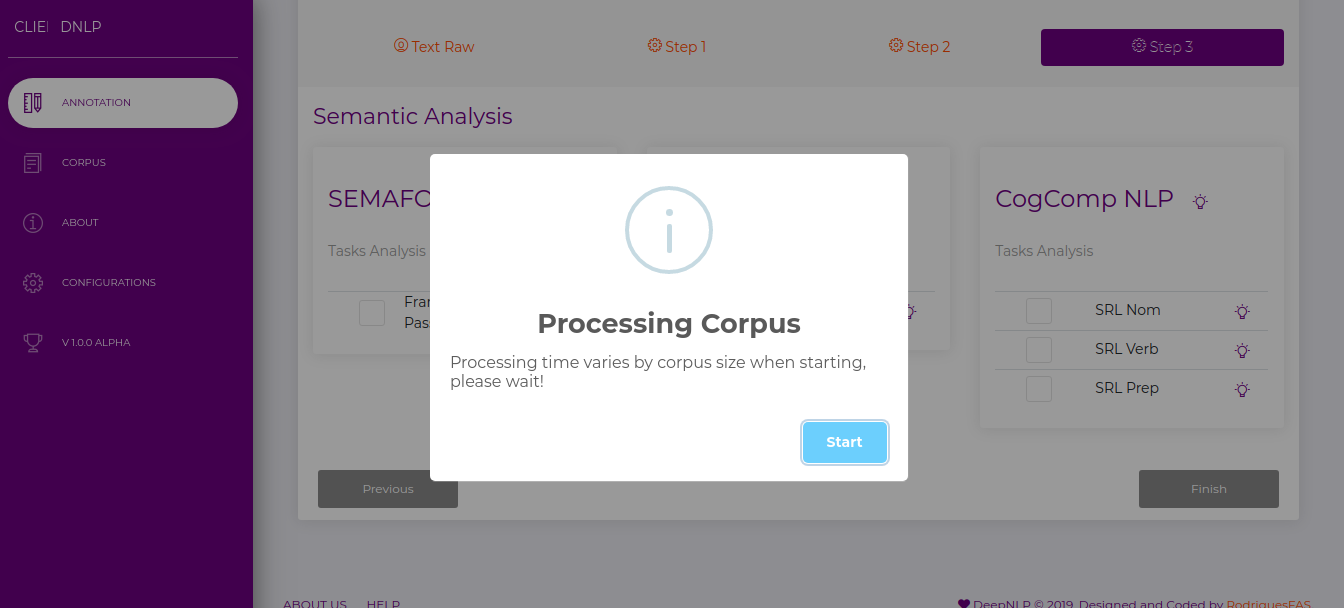 CLIE DNLP
ANNOTATION
CORPUS
ABOUT
CONFIGURATIONS
V 1.0.0 ALPHA
Text Raw
Step 1
Step 2
Step 3
Semantic Analysis
SEMAFO
Tasks Analysis
Fran
Pas
CogComp NLP
Tasks Analysis
SRL Nom
SRL Verb
SRL Prep
Processing Corpus
Processing time varies by corpus size when starting,
please wait!
Start
Previous
Finish
ABOUT US HELP
DeepNLP © 2019, Designed and Coded by RodriguesFAS